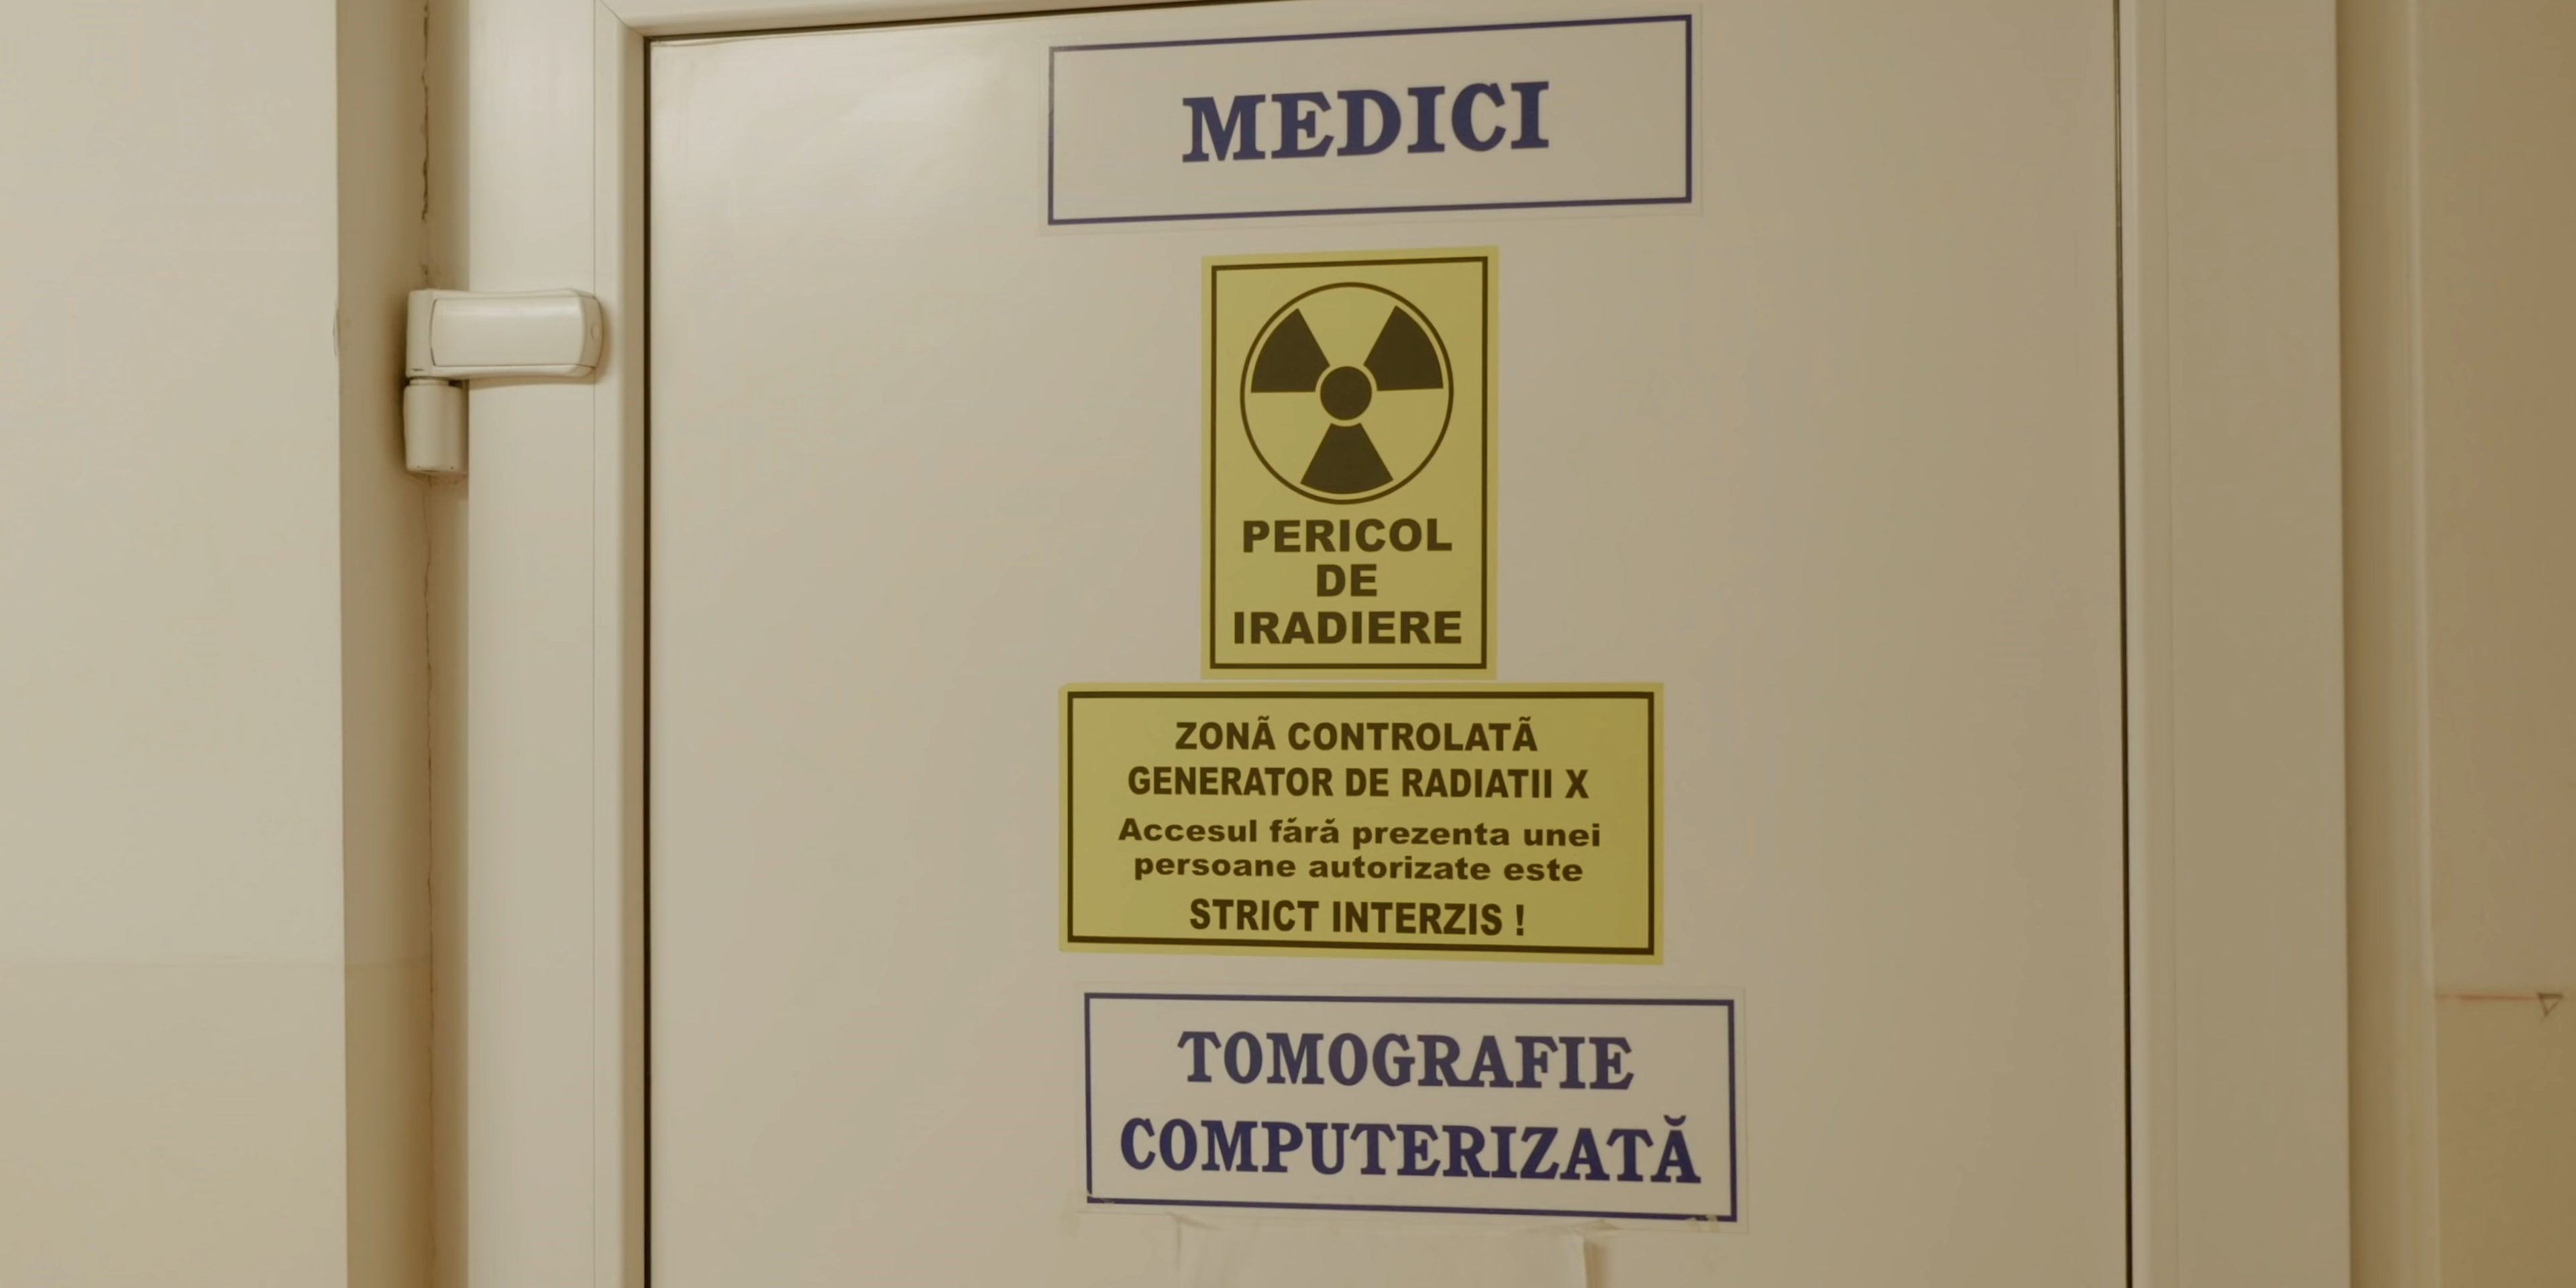 MEDICI
PERICOL
DE
IRADIERE
ZONÃ CONTROLATÃ
GENERATOR DE RADIATII X
Accesul fără prezenta unei
persoane autorizate este
STRICT INTERZIS !
TOMOGRAFIE
COMPUTERIZATĂ